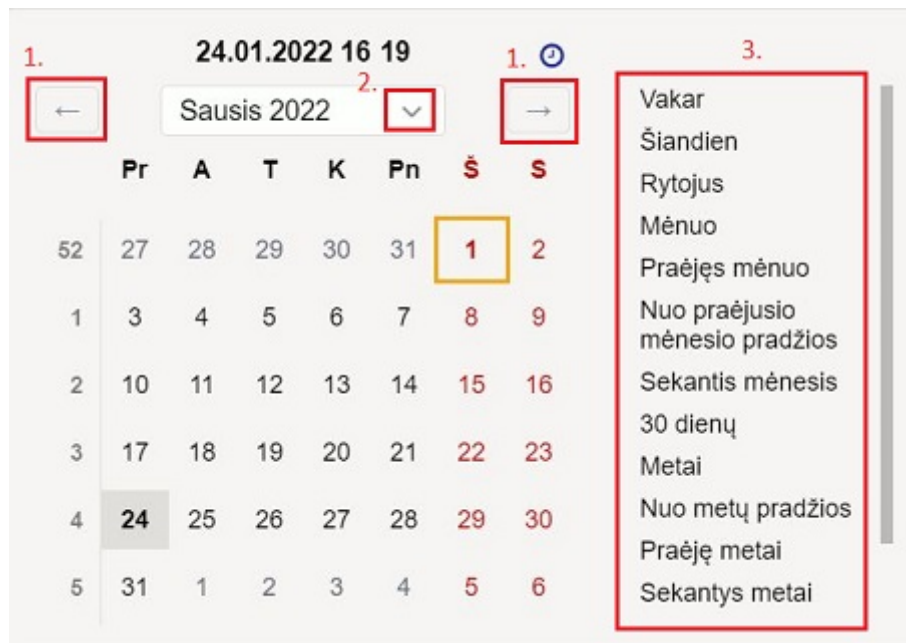 1.
24.01.2022 16 19
1.
3.
2.
←
Sausis 2022
→
Pr A T K Pn Š S
52 27 28 29 30 31 1 2
1 3 4 5 6 7 8 9
2 10 11 12 13 14 15 16
3 17 18 19 20 21 22 23
4 24 25 26 27 28 29 30
5 31 1 2 3 4 5 6
Vakar
Šiandien
Rytojus
Mėnuo
Praėjęs mėnuo
Nuo praėjusio
mėnesio pradžios
Sekantis mėnesis
30 dienų
Metai
Nuo metų pradžios
Praėję metai
Sekantys metai